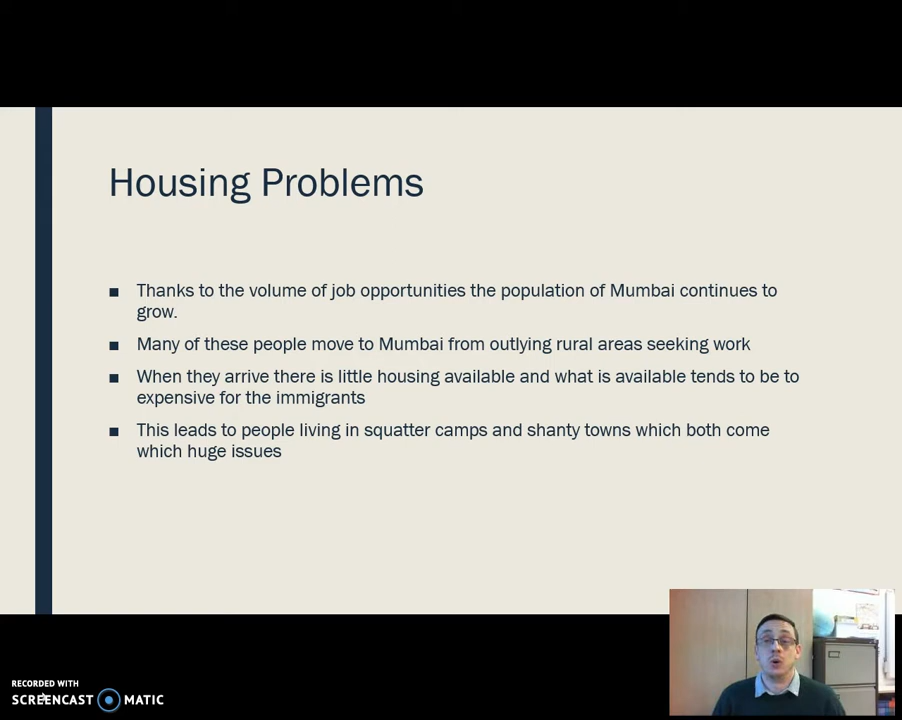 Housing Problems
■ Thanks to the volume of job opportunities the population of Mumbai continues to
grow.
■ Many of these people move to Mumbai from outlying rural areas seeking work
■ When they arrive there is little housing available and what is available tends to be to
expensive for the immigrants
■ This leads to people living in squatter camps and shanty towns which both come
which huge issues
RECORDED WITH
SCREENCAST MATIC